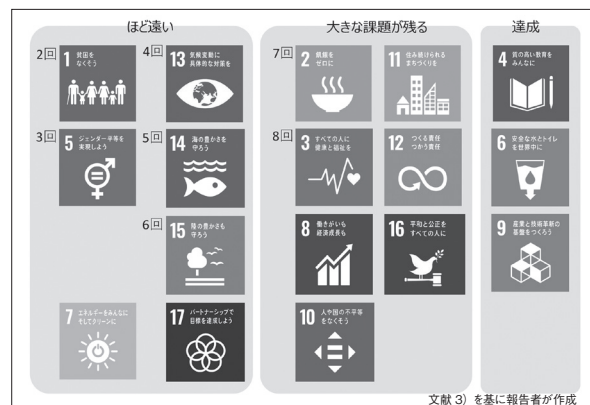 ほど遠い
2回
1 貧困を
なくそう
4回
13 気候変動に
具体的な対策を
3回
5 ジェンダー平等を
実現しよう
5回
14 海の豊かさを
守ろう
6回
15 陸の豊かさも
守ろう
7 エネルギーをみんなに
そしてクリーンに
17 パートナーシップで
目標を達成しよう
大きな課題が残る
7回
2 飢餓を
ゼロに
11 住み続けられる
まちづくりを
8回
3 すべての人に
健康と福祉を
12 つくる責任
つかう責任
8 働きがいも
経済成長も
16 平和と公正を
すべての人に
10 人や国の不平等
をなくそう
達成
4 質の高い教育を
みんなに
6 安全な水とトイレ
を世界中に
9 産業と技術革新の
基盤をつくろう
文献 3）を基に報告者が作成